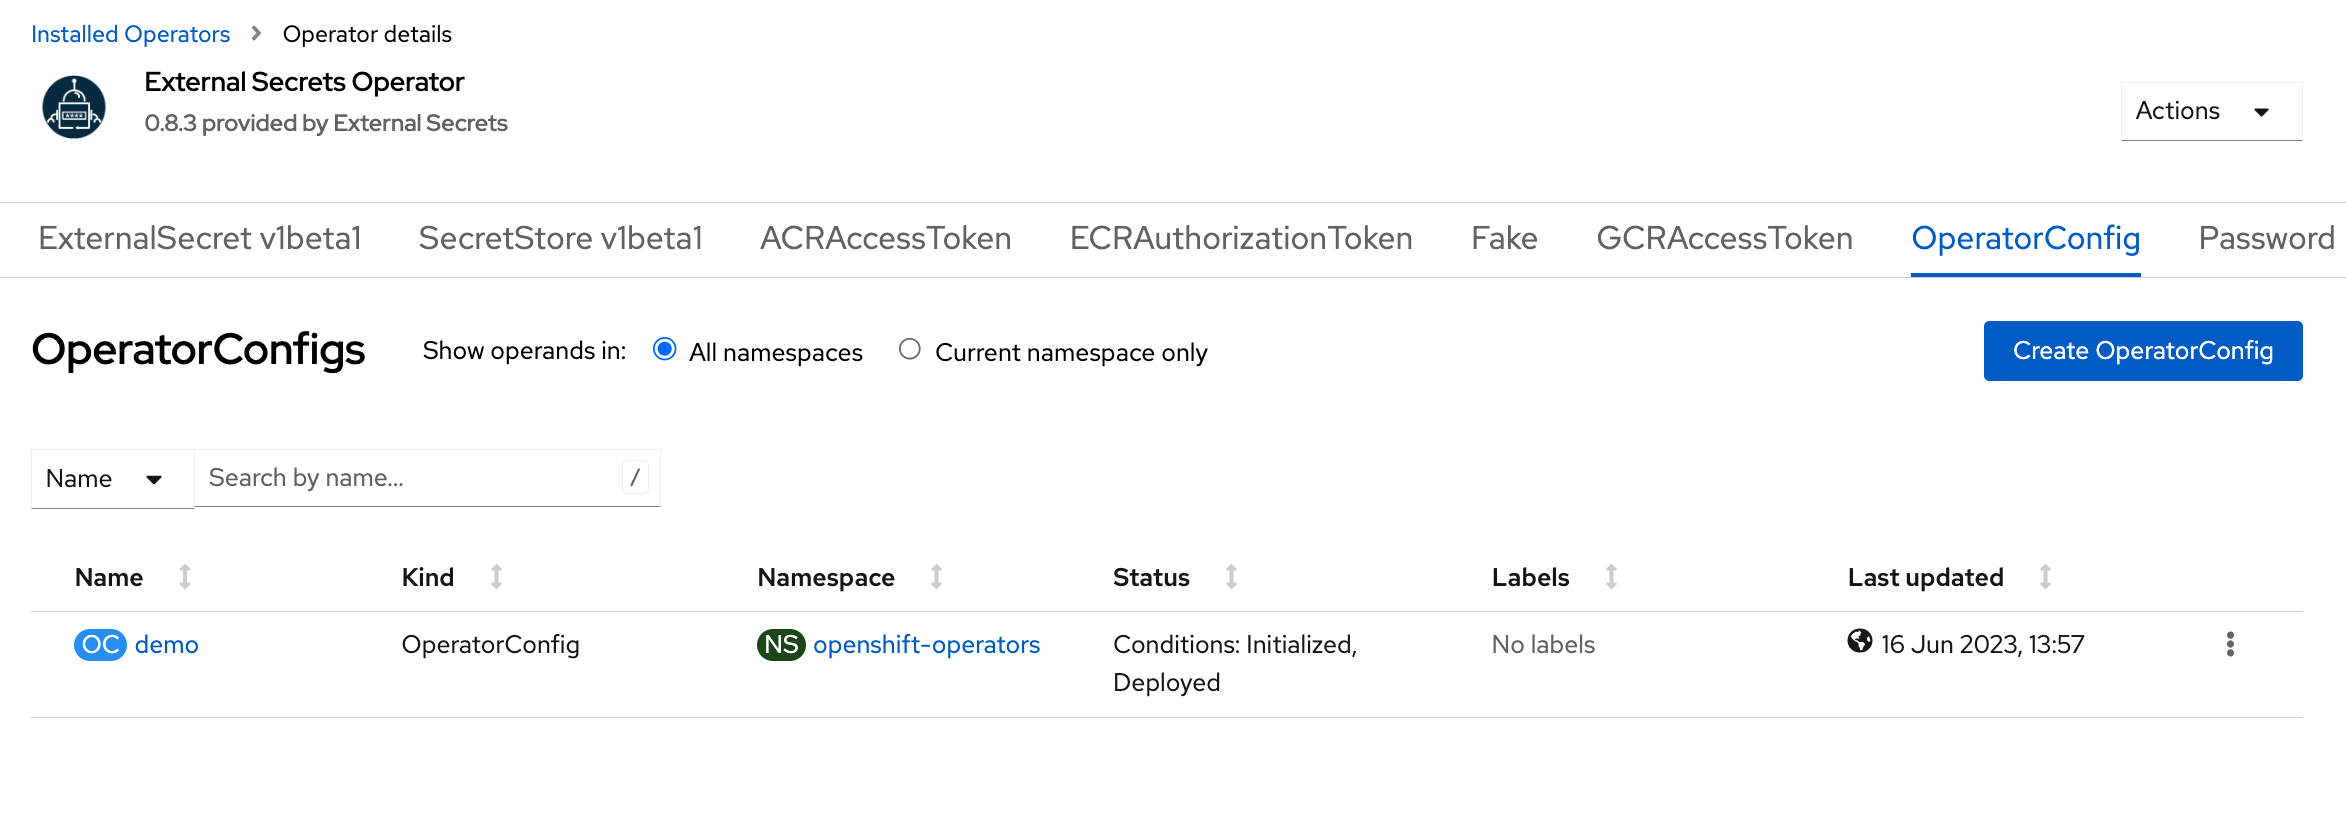 Installed Operators > Operator details
External Secrets Operator
0.8.3 provided by External Secrets
Actions
ExternalSecret v1beta1 SecretStore v1beta1 ACRAccessToken ECRAuthorizationToken Fake GCRAccessToken OperatorConfig Password
OperatorConfigs Show operands in: All namespaces Current namespace only Create OperatorConfig
Name Search by name... /
Name Kind Namespace Status Labels Last updated
OC demo OperatorConfig NS openshift-operators Conditions: Initialized, No labels 16 Jun 2023, 13:57
Deployed